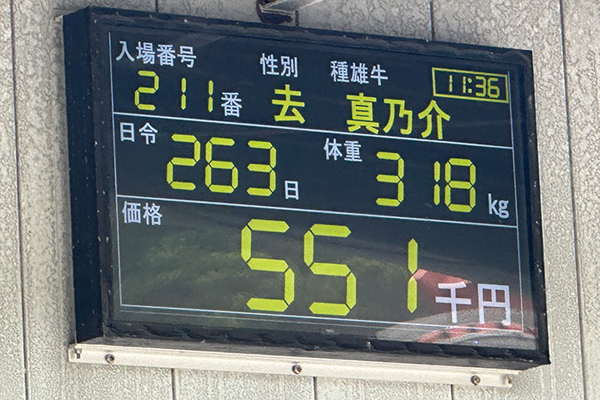 入場番号 性別 種雄牛 11:36
211番 去 真乃介
日令 263日 体重 318kg
価格 551千円